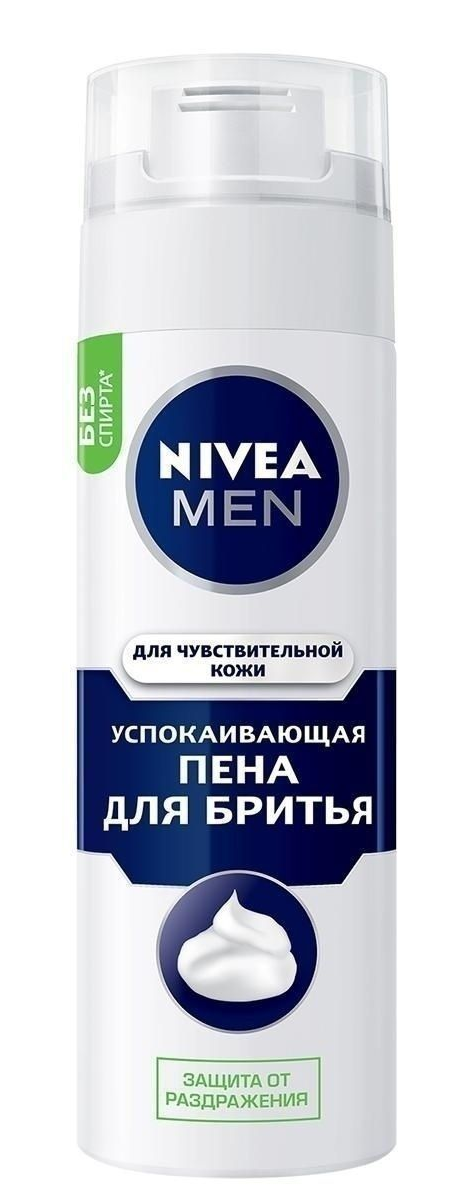 БЕЗ
СПИРТА*
NIVEA
MEN
ДЛЯ ЧУВСТВИТЕЛЬНОЙ
КОЖИ
УСПОКАИВАЮЩАЯ
ПЕНА
ДЛЯ БРИТЬЯ
ЗАЩИТА ОТ
РАЗДРАЖЕНИЯ